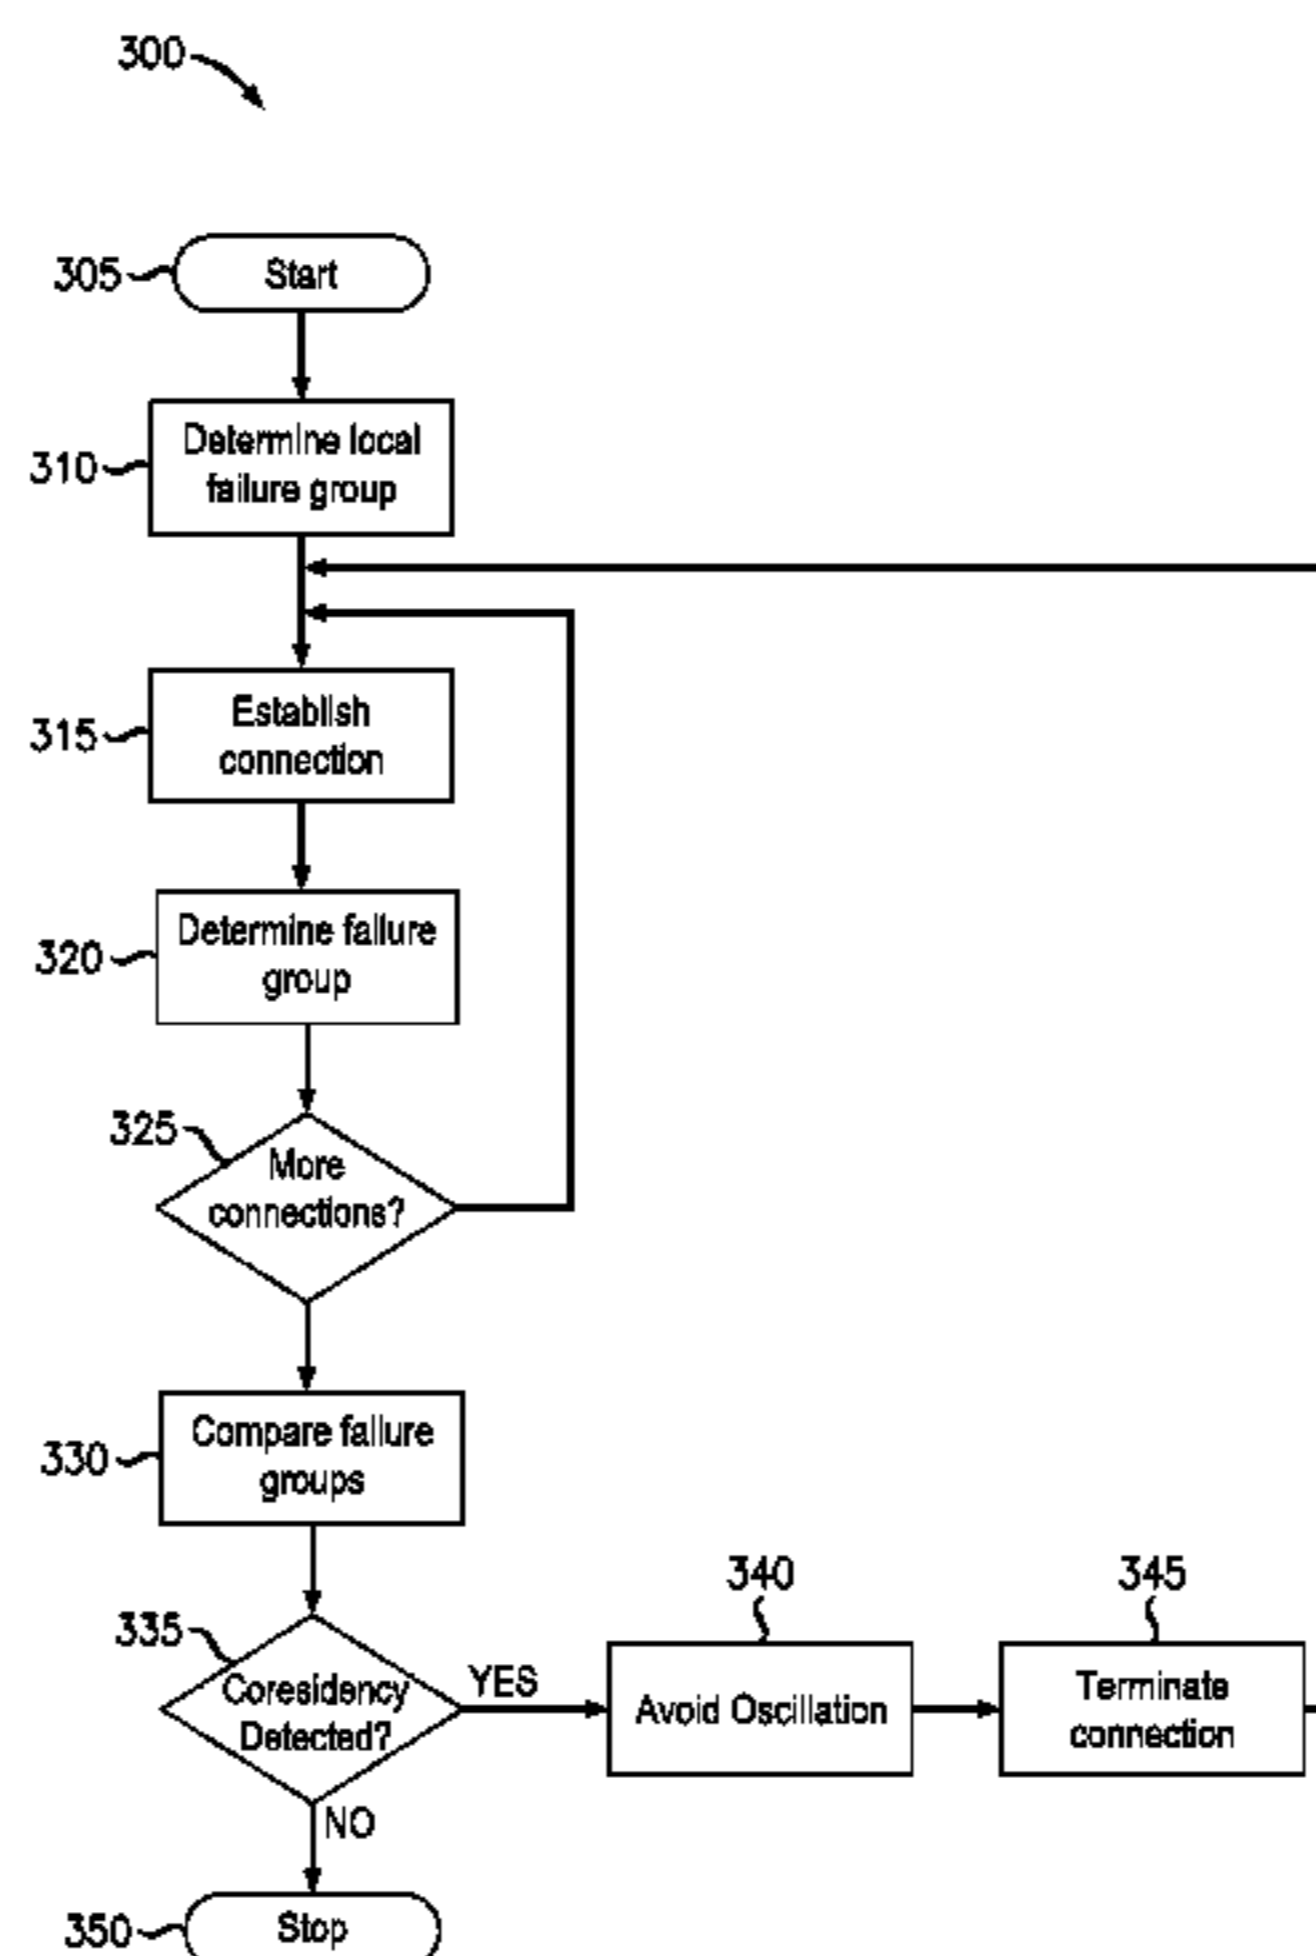 300
305
Start
310
Determine local
failure group
315
Establish
connection
320
Determine failure
group
325
More
connections?
330
Compare failure
groups
335
Coresidency
Detected?
YES
340
Avoid Oscillation
345
Terminate
connection
NO
350
Stop